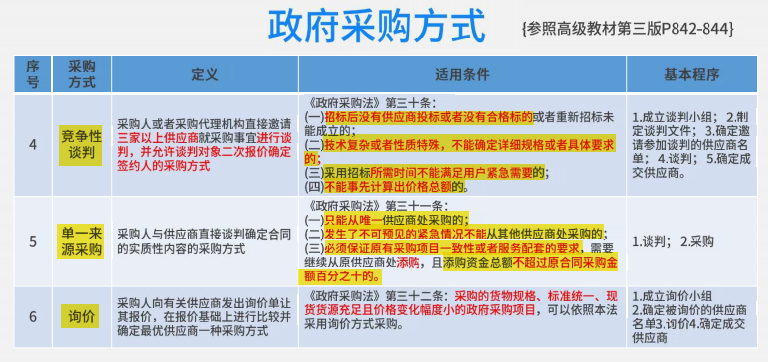 政府采购方式
{参照高级教材第三版P842-844}
序
号
采购
方式
定义
适用条件
基本程序
4
竞争性
谈判
采购人或者采购代理机构直接邀请
三家以上供应商就采购事宜进行谈
判，并允许谈判对象二次报价确定
签约人的采购方式
《政府采购法》第三十条：
(一)招标后没有供应商投标或者没有合格标的或者重新招标未
能成立的；
(二)技术复杂或者性质特殊，不能确定详细规格或者具体要求
的；
(三)采用招标所需时间不能满足用户紧急需要的；
(四)不能事先计算出价格总额的。
1.成立谈判小组； 2.制
定谈判文件； 3.确定邀
请参加谈判的供应商名
单； 4.谈判； 5.确定成
交供应商。
5
单一来
源采购
采购人与供应商直接谈判确定合同
的实质性内容的采购方式
《政府采购法》第三十一条：
(一)只能从唯一供应商处采购的；
(二)发生了不可预见的紧急情况不能从其他供应商处采购的；
(三)必须保证原有采购项目一致性或者服务配套的要求，需要
继续从原供应商处添购，且添购资金总额不超过原合同采购金
额百分之十的。
1.谈判； 2.采购
6
询价
采购人向有关供应商发出询价单让
其报价，在报价基础上进行比较并
确定最优供应商一种采购方式
《政府采购法》第三十二条：采购的货物规格、标准统一、现
货货源充足且价格变化幅度小的政府采购项目，可以依照本法
采用询价方式采购。
1.成立询价小组
2.确定被询价的供应商
名单3.询价4.确定成交
供应商